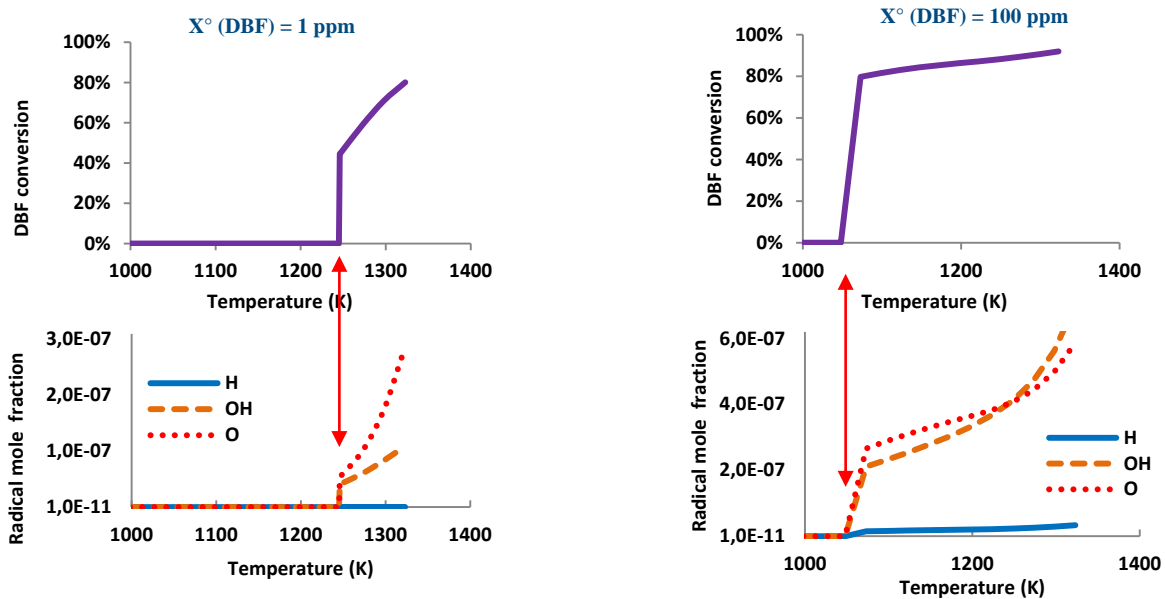 X° (DBF) = 1 ppm
100%
80%
60%
40%
20%
0%
DBF conversion
1000 1100 1200 1300 1400
Temperature (K)
3,0E-07
2,0E-07
1,0E-07
1,0E-11
Radical mole fraction
H
OH
O
1000 1100 1200 1300 1400
Temperature (K)
X° (DBF) = 100 ppm
100%
80%
60%
40%
20%
0%
DBF conversion
1000 1200 1400
Temperature (K)
6,0E-07
4,0E-07
2,0E-07
1,0E-11
Radical mole fraction
H
OH
O
1000 1200 1400
Temperature (K)